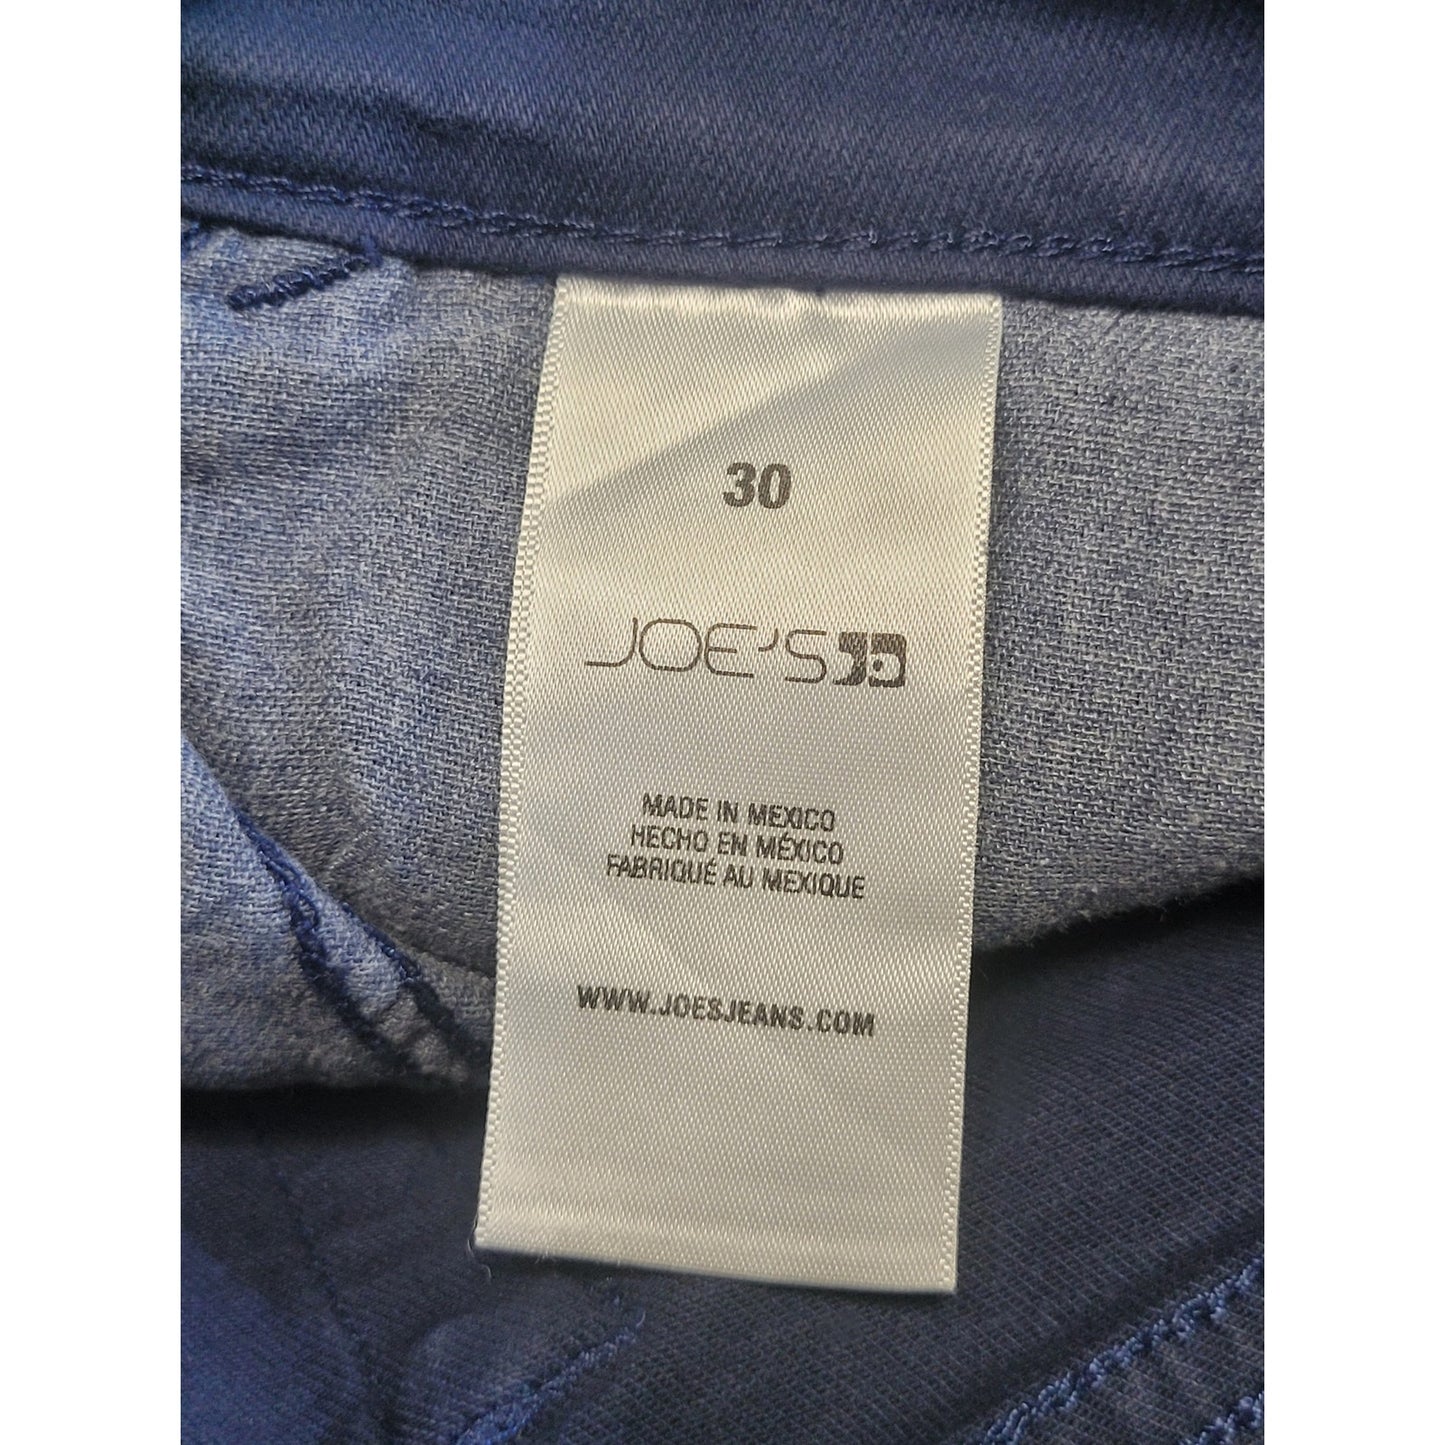 30
JOE'S
MADE IN MEXICO
HECHO EN MÉXICO
FABRIQUÉ AU MEXIQUE
WWW.JOESJEANS.COM